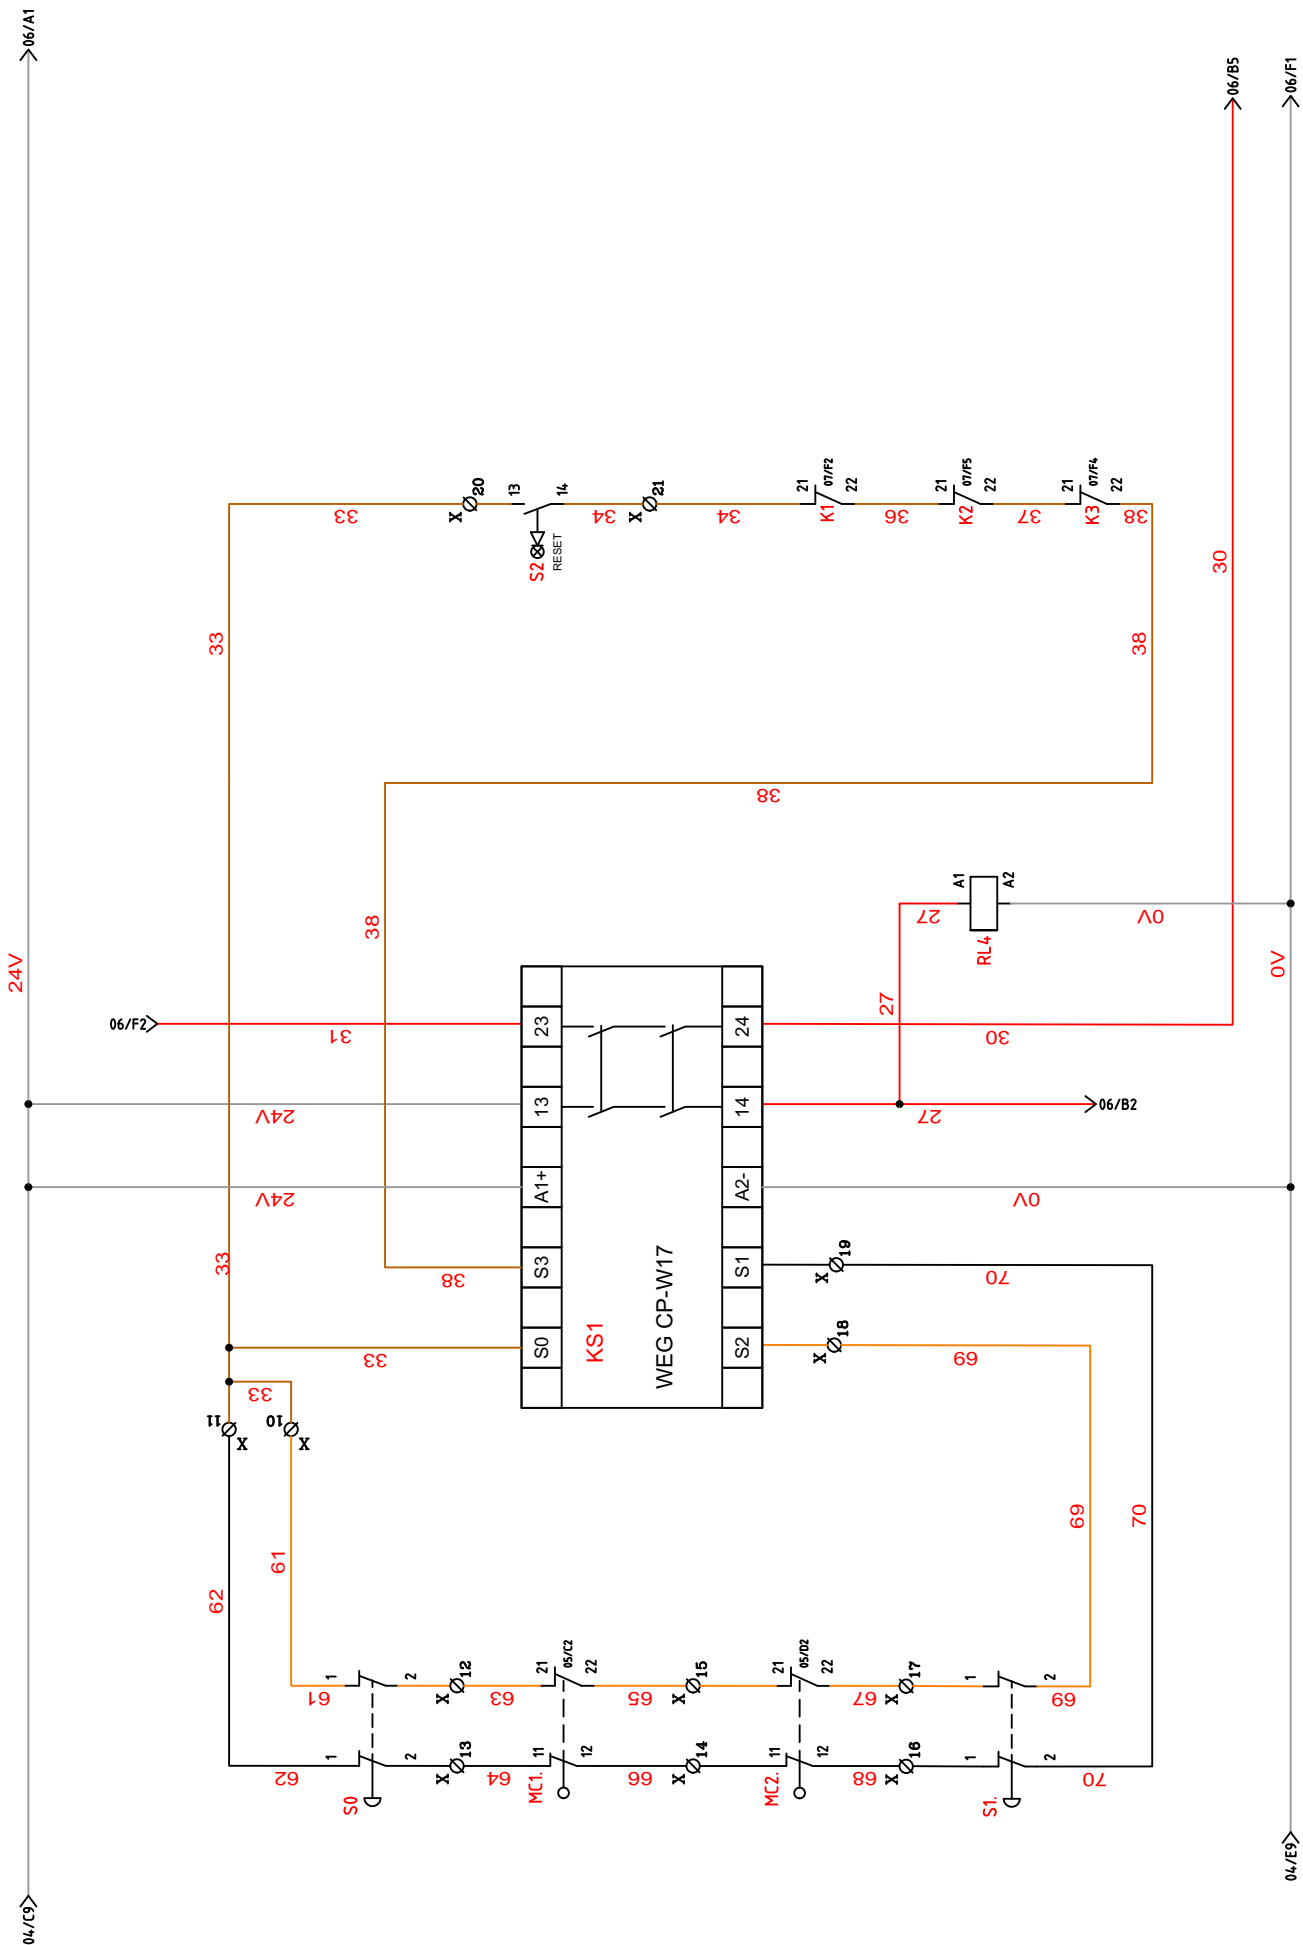 04/C9
24V
06/A1
06/F2
62
11
X
33
33
61
10
X
33
62
61
24V
24V
31
33
1
1
S0
2
2
33
38
38
38
X
13
X
12
X
20
64
63
13
S2
RESET
14
S0
S3
A1+
13
23
11
MC1.
12
21
05/C2
22
KS1
WEG CP-W17
34
66
65
X
21
X
14
X
15
34
S2
S1
A2-
14
24
38
11
MC2.
12
21
05/D2
22
X
18
X
19
21
K1
07/F2
22
68
67
X
16
X
17
27
27
36
69
70
0V
30
1
S1.
2
1
2
A1
RL4
A2
21
K2
07/F5
22
37
69
70
69
06/B2
21
K3
07/F4
22
38
70
0V
38
30
06/B5
04/E9
0V
06/F1